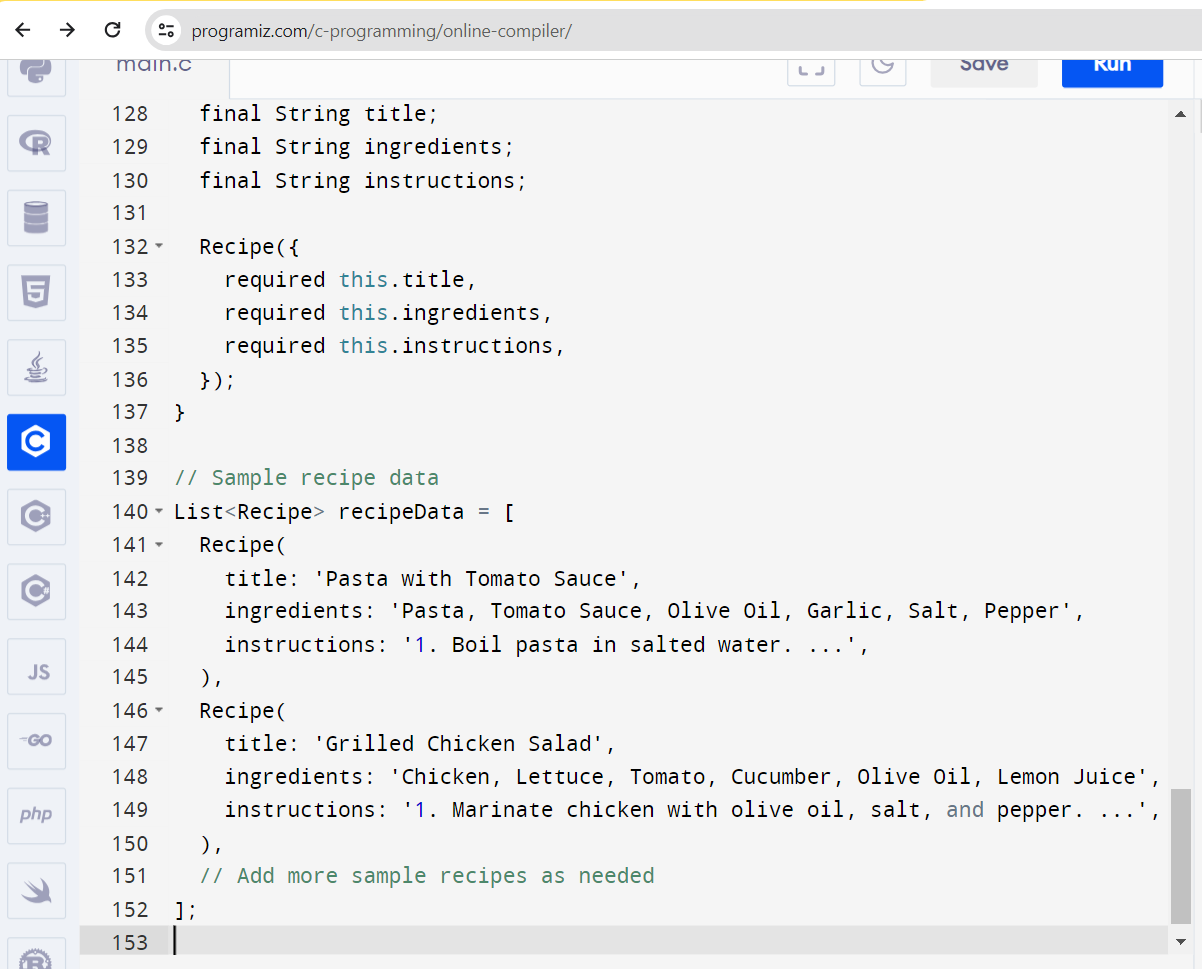 programiz.com/c-programming/online-compiler/
main.c
Save
Run
128 final String title;
129 final String ingredients;
130 final String instructions;
131
132 Recipe({
133 required this.title,
134 required this.ingredients,
135 required this.instructions,
136 });
137 }
138
139 // Sample recipe data
140 List<Recipe> recipeData = [
141 Recipe(
142 title: 'Pasta with Tomato Sauce',
143 ingredients: 'Pasta, Tomato Sauce, Olive Oil, Garlic, Salt, Pepper',
144 instructions: '1. Boil pasta in salted water. ...',
145 ),
146 Recipe(
147 title: 'Grilled Chicken Salad',
148 ingredients: 'Chicken, Lettuce, Tomato, Cucumber, Olive Oil, Lemon Juice',
149 instructions: '1. Marinate chicken with olive oil, salt, and pepper. ...',
150 ),
151 // Add more sample recipes as needed
152 ];
153
R
5
C
C
C
JS
GO
php
R